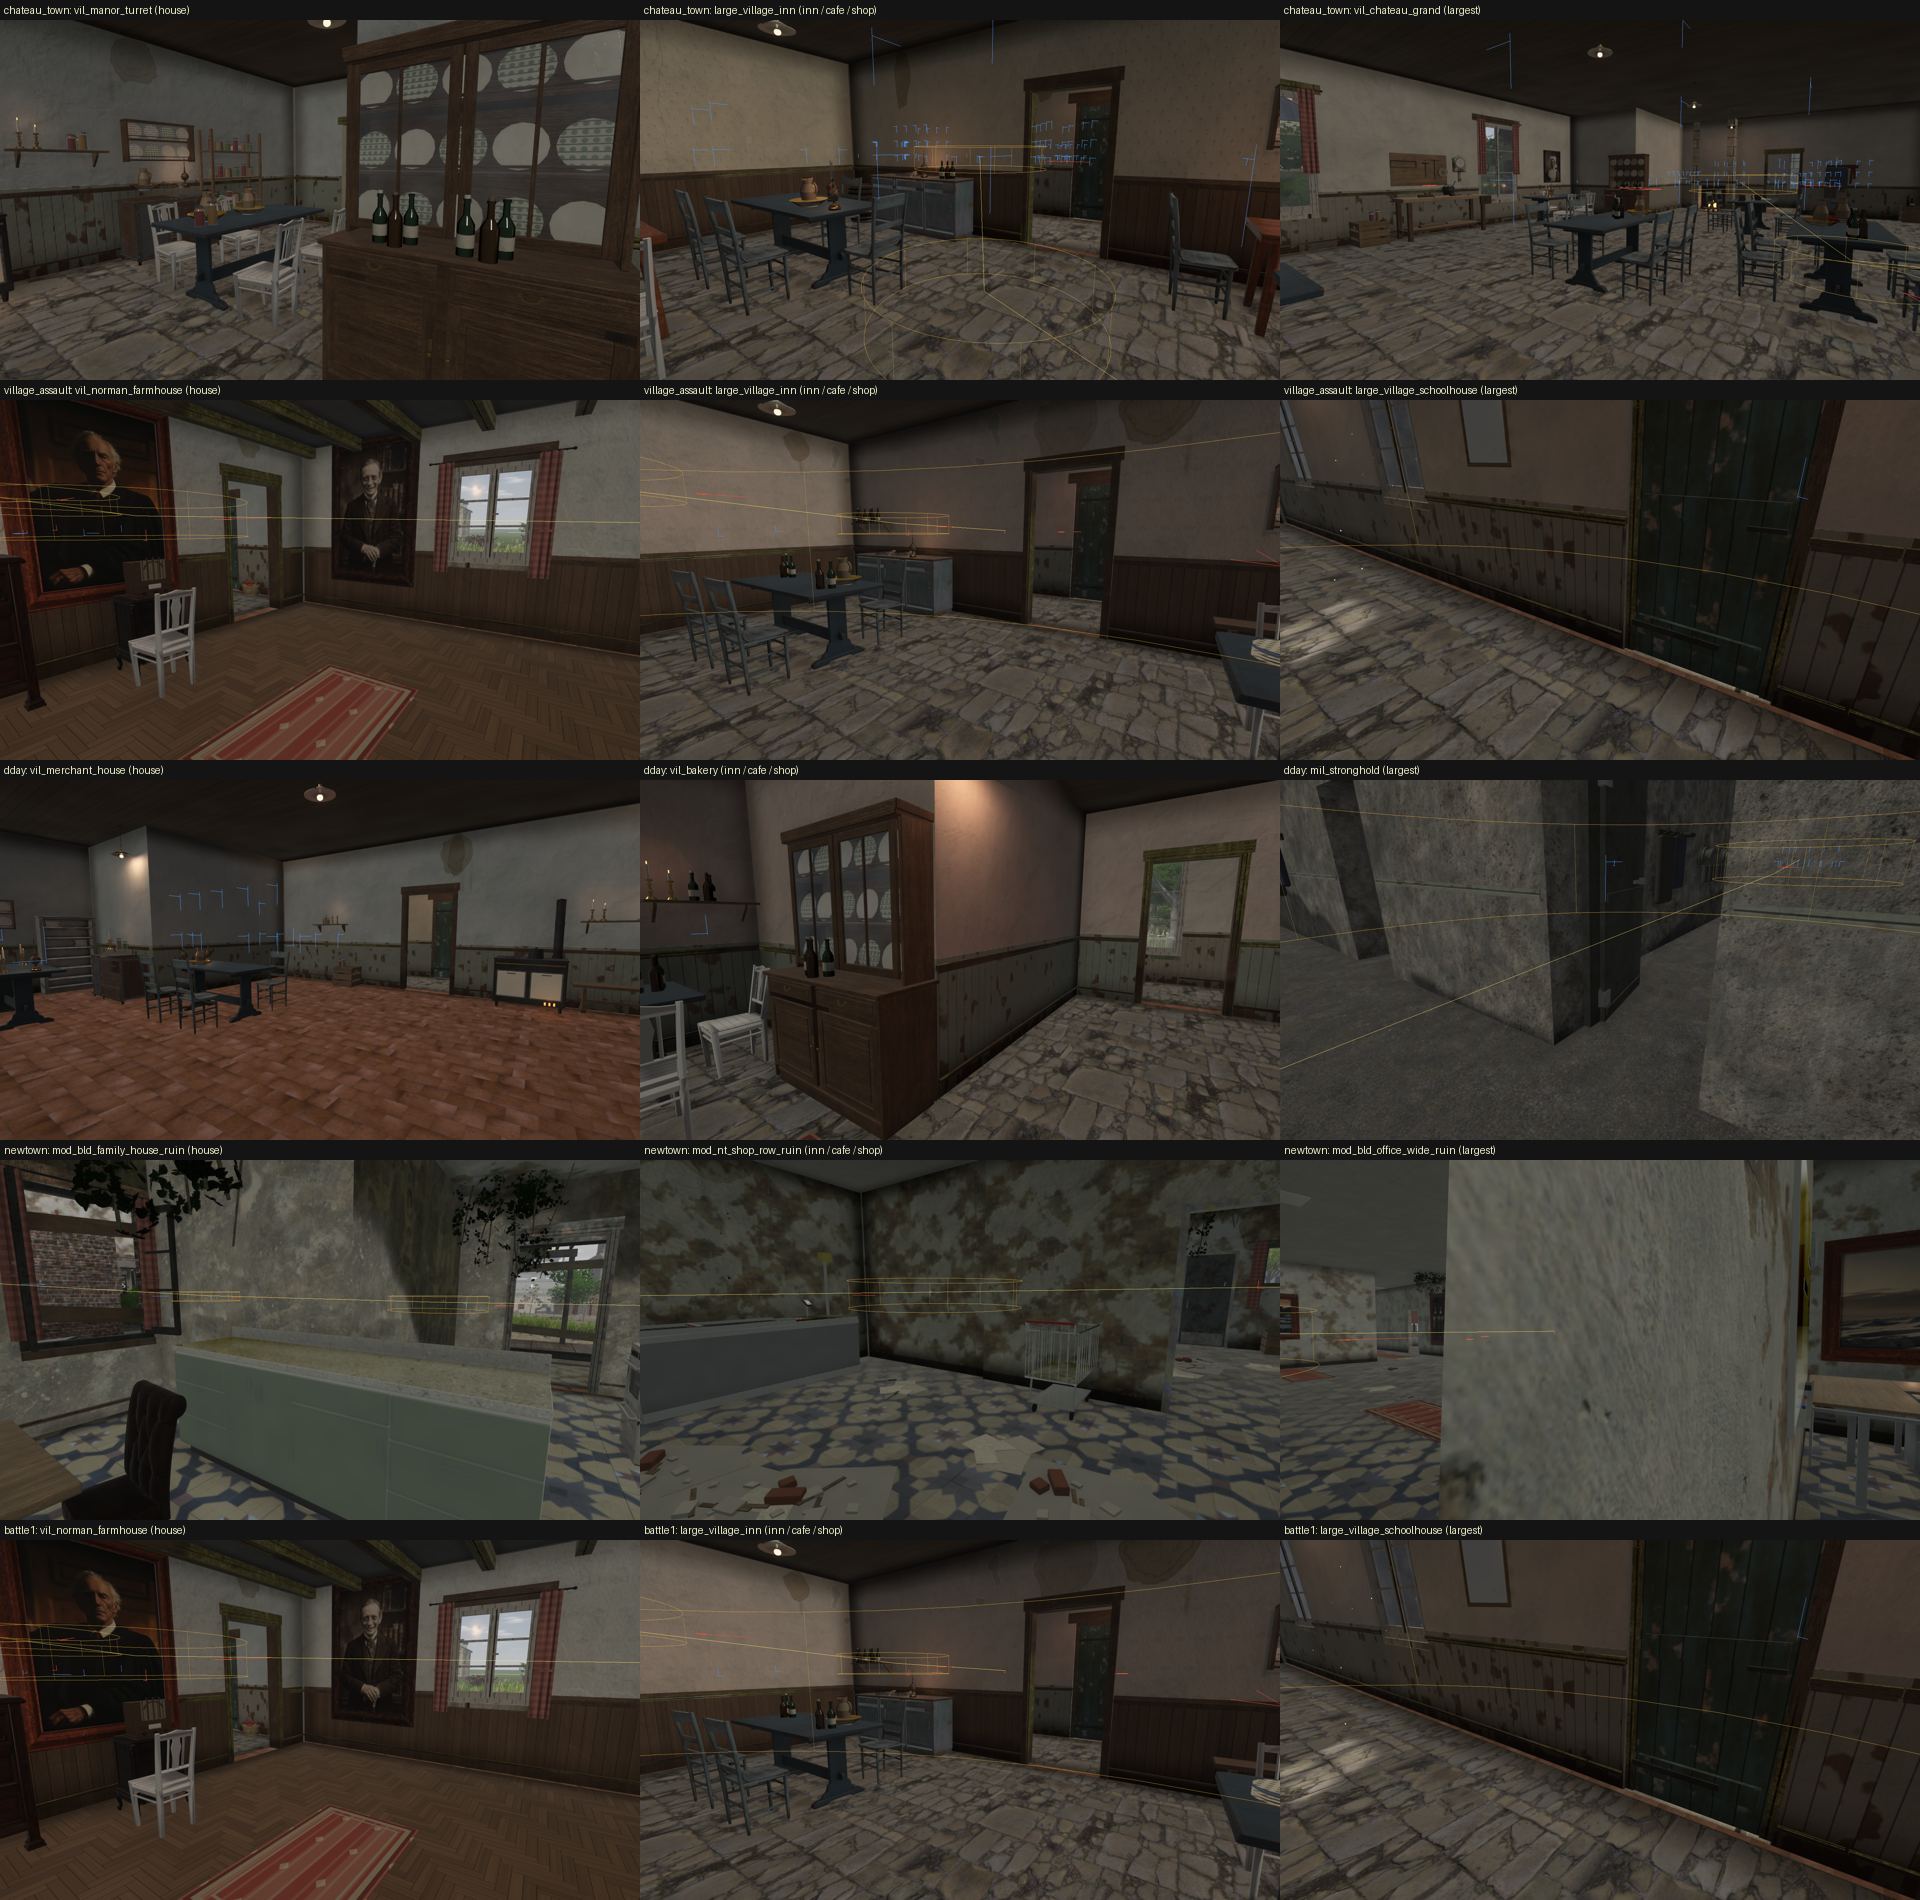 chateau_town: vil_manor_turret (house)
chateau_town: large_village_inn (inn / cafe / shop)
chateau_town: vil_chateau_grand (largest)
village_assault: vil_norman_farmhouse (house)
village_assault: large_village_inn (inn / cafe / shop)
village_assault: large_village_schoolhouse (largest)
dday: vil_merchant_house (house)
dday: vil_bakery (inn / cafe / shop)
dday: mil_stronghold (largest)
newtown: mod_bld_family_house_ruin (house)
newtown: mod_nt_shop_row_ruin (inn / cafe / shop)
newtown: mod_bld_office_wide_ruin (largest)
battle1: vil_norman_farmhouse (house)
battle1: large_village_inn (inn / cafe / shop)
battle1: large_village_schoolhouse (largest)